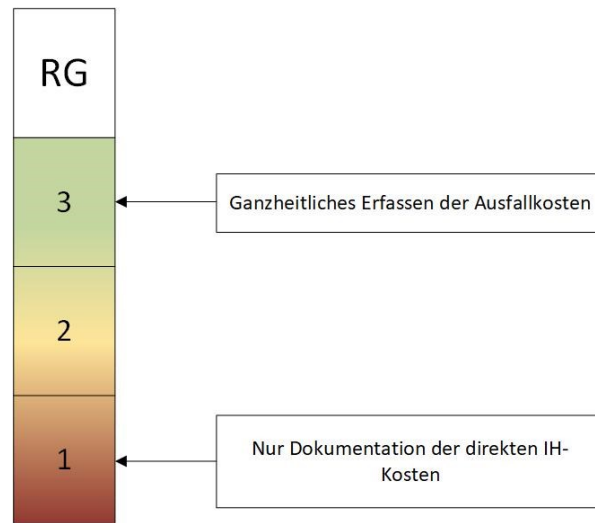 RG
3
Ganzheitliches Erfassen der Ausfallkosten
2
1
Nur Dokumentation der direkten IH-
Kosten